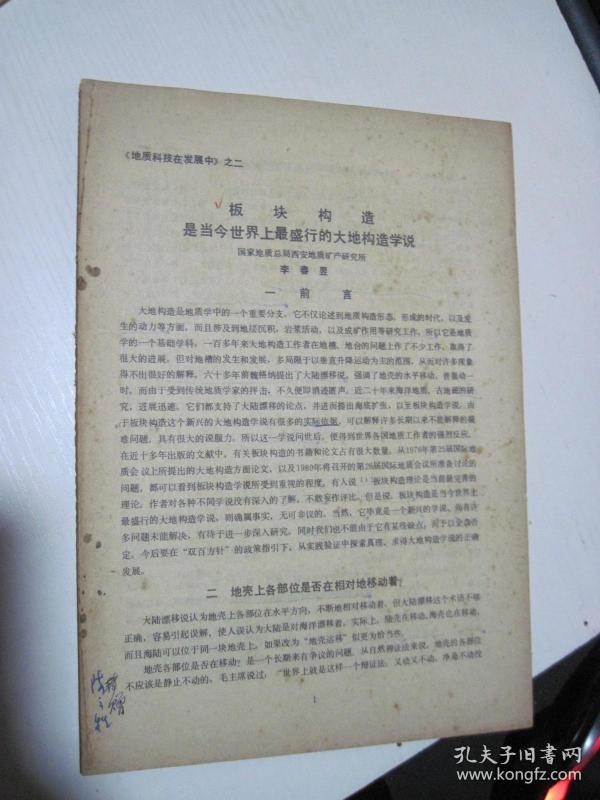 《地质科技在发展中》之二
板块构造
是当今世界上最盛行的大地构造学说
国家地质总局西安地质矿产研究所
李春昱
一 前言
大地构造是地质学中的一个重要分支，它不仅论述到地质构造形态，形成的时代，以及发
生的动力等方面，而且涉及到地层沉积，岩浆活动，以及成矿作用等研究工作，所以它是地质
学的一个基础学科。一百多年来大地构造工作者在地槽、地台的问题上作了不少工作，取得了
很大的进展。但对地槽的发生和发展，多局限于以垂直升降运动为主的范围，从而对许多现象
得不出很好的解释。六十多年前魏格纳提出了大陆漂移说，强调了地壳的水平移动，曾轰动一
时，而由于受到传统地质学家的抨击，不久便即消迹匿声。近二十年来海洋地质、古地磁的研
究，进展迅速，它们都支持了大陆漂移的论点，并进而提出海底扩张，以至板块构造学说。由
于板块构造这个新兴的大地构造学说有很多的实际依据，可以解释许多长期以来不能解释的疑
难问题，具有很大的说服力。所以这一学说问世后，便得到世界各国地质工作者的强烈反应。
在近十多年出版的文献中，有关板块构造的书籍和论文占有很大数量。从1976年第25届国际地
质会议上所提出的大地构造方面论文，以及1980年将召开的第26届国际地质会议所准备讨论的
问题，都可以看到板块构造学说所受到重视的程度。有人说〔1〕板块构造理论是当前最完善的
理论。作者对各种不同学说没有深入的了解，不敢妄作评比，但是说，板块构造是当今世界上
最盛行的大地构造学说，则确属事实，无可非议的。当然，它毕竟是一个新兴的学说，尚有许
多问题未能解决，有待于进一步深入研究。同时我们也不能由于它有某些缺点，而予以全盘否
定。今后要在“双百方针”的政策指引下，从实践验证中探索真理，求得大地构造学说的正确
发展。
二 地壳上各部位是否在相对地移动着？
大陆漂移说认为地壳上各部位在水平方向，不断地相对移动着。但大陆漂移这个术语不够
正确，容易引起误解，使人误认为大陆是对海洋漂移着。实际上，陆壳在移动，海壳也在移动，
而且海陆可以位于同一块地壳上。如果改为“地壳运移”似更为恰当些。
地壳各部位是否在移动？是一个长期来有争议的问题。从自然辩证法来说，地壳的各部位
不应该是静止不动的。毛主席说过：“世界上就是这样一个辩证法：又动又不动。净是不动没
1
孔夫子旧书网
www.kongfz.com